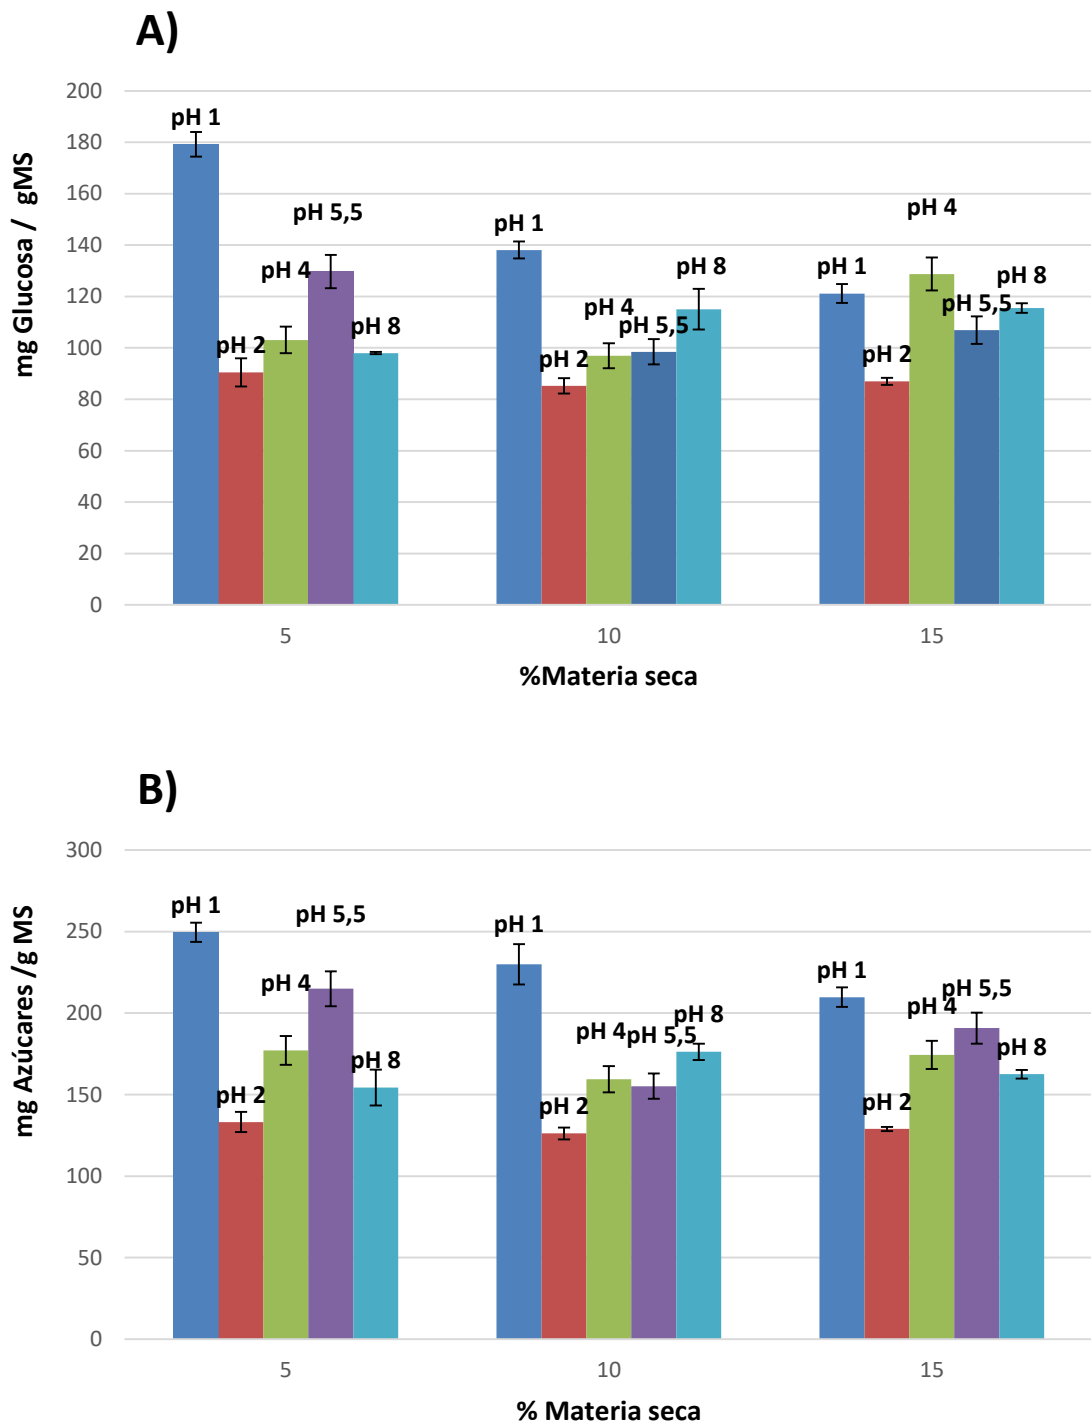 A)
200
180
160
140
120
100
80
60
40
20
0
mg Glucosa / gMS
pH 1
pH 2
pH 4
pH 5,5
pH 8
pH 1
pH 2
pH 4
pH 5,5
pH 8
pH 1
pH 2
pH 4
pH 5,5
pH 8
5
10
15
%Materia seca
B)
300
250
200
150
100
50
0
mg Azúcares /g MS
pH 1
pH 2
pH 4
pH 5,5
pH 8
pH 1
pH 2
pH 4
pH 5,5
pH 8
pH 1
pH 2
pH 4
pH 5,5
pH 8
5
10
15
% Materia seca